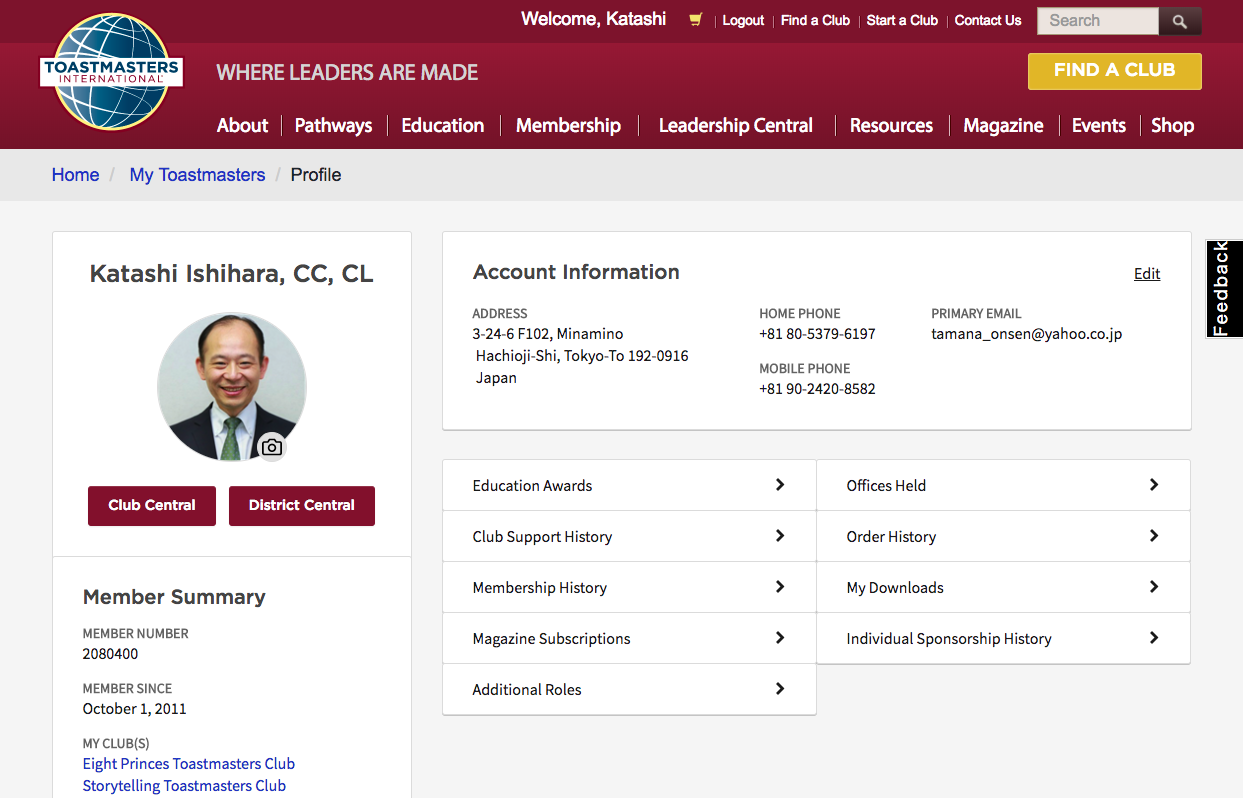 Welcome, Katashi
Logout
Find a Club
Start a Club
Contact Us
Search
TOASTMASTERS
INTERNATIONAL
WHERE LEADERS ARE MADE
FIND A CLUB
About
Pathways
Education
Membership
Leadership Central
Resources
Magazine
Events
Shop
Home / My Toastmasters / Profile
Feedback
Katashi Ishihara, CC, CL
Club Central
District Central
Member Summary
MEMBER NUMBER
2080400
MEMBER SINCE
October 1, 2011
MY CLUB(S)
Eight Princes Toastmasters Club
Storytelling Toastmasters Club
Account Information
Edit
ADDRESS
3-24-6 F102, Minamino
Hachioji-Shi, Tokyo-To 192-0916
Japan
HOME PHONE
+81 80-5379-6197
MOBILE PHONE
+81 90-2420-8582
PRIMARY EMAIL
tamana_onsen@yahoo.co.jp
Education Awards
Offices Held
Club Support History
Order History
Membership History
My Downloads
Magazine Subscriptions
Individual Sponsorship History
Additional Roles